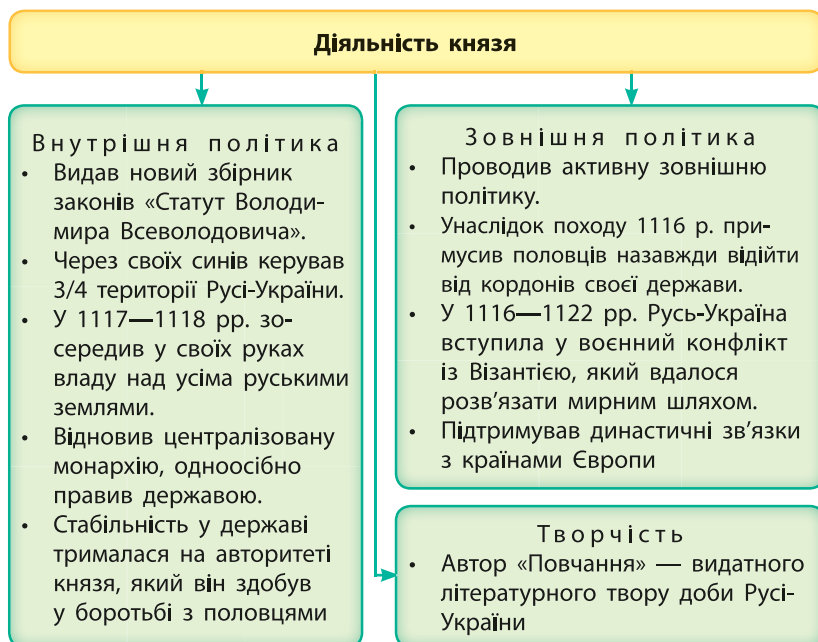 Діяльність князя
Внутрішня політика
• Видав новий збірник
законів «Статут Володи-
мира Всеволодовича».
• Через своїх синів керував
3/4 території Русі-України.
• У 1117—1118 рр. зо-
середив у своїх руках
владу над усіма руськими
землями.
• Відновив централізовану
монархію, одноосібно
правив державою.
• Стабільність у державі
трималася на авторитеті
князя, який він здобув
у боротьбі з половцями
Зовнішня політика
• Проводив активну зовнішню
політику.
• Унаслідок походу 1116 р. при-
мусив половців назавжди відійти
від кордонів своєї держави.
• У 1116—1122 рр. Русь-Україна
вступила у воєнний конфлікт
із Візантією, який вдалося
розв’язати мирним шляхом.
• Підтримував династичні зв’язки
з країнами Європи
Творчість
• Автор «Повчання» — видатного
літературного твору доби Русі-
України